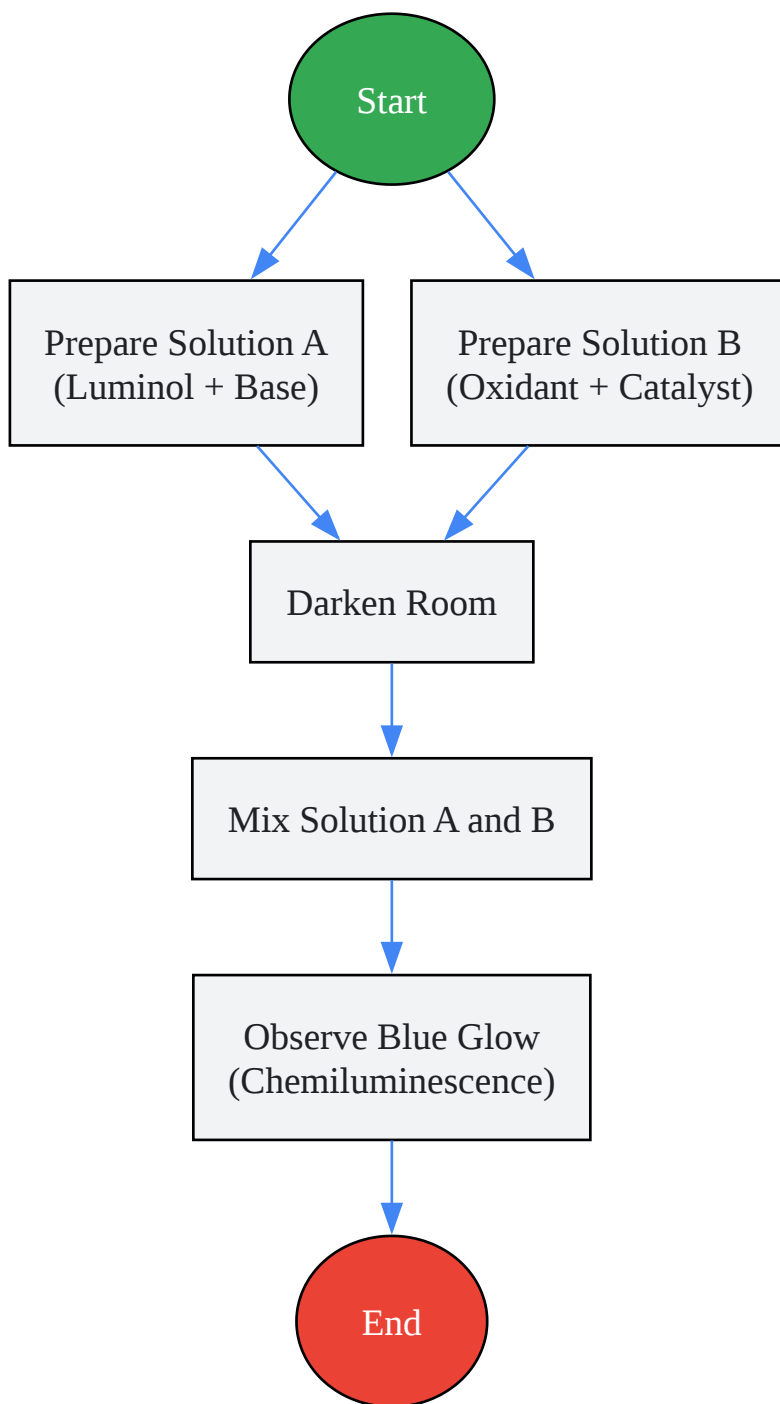 Start
Prepare Solution A
(Luminol + Base)
Prepare Solution B
(Oxidant + Catalyst)
Darken Room
Mix Solution A and B
Observe Blue Glow
(Chemiluminescence)
End